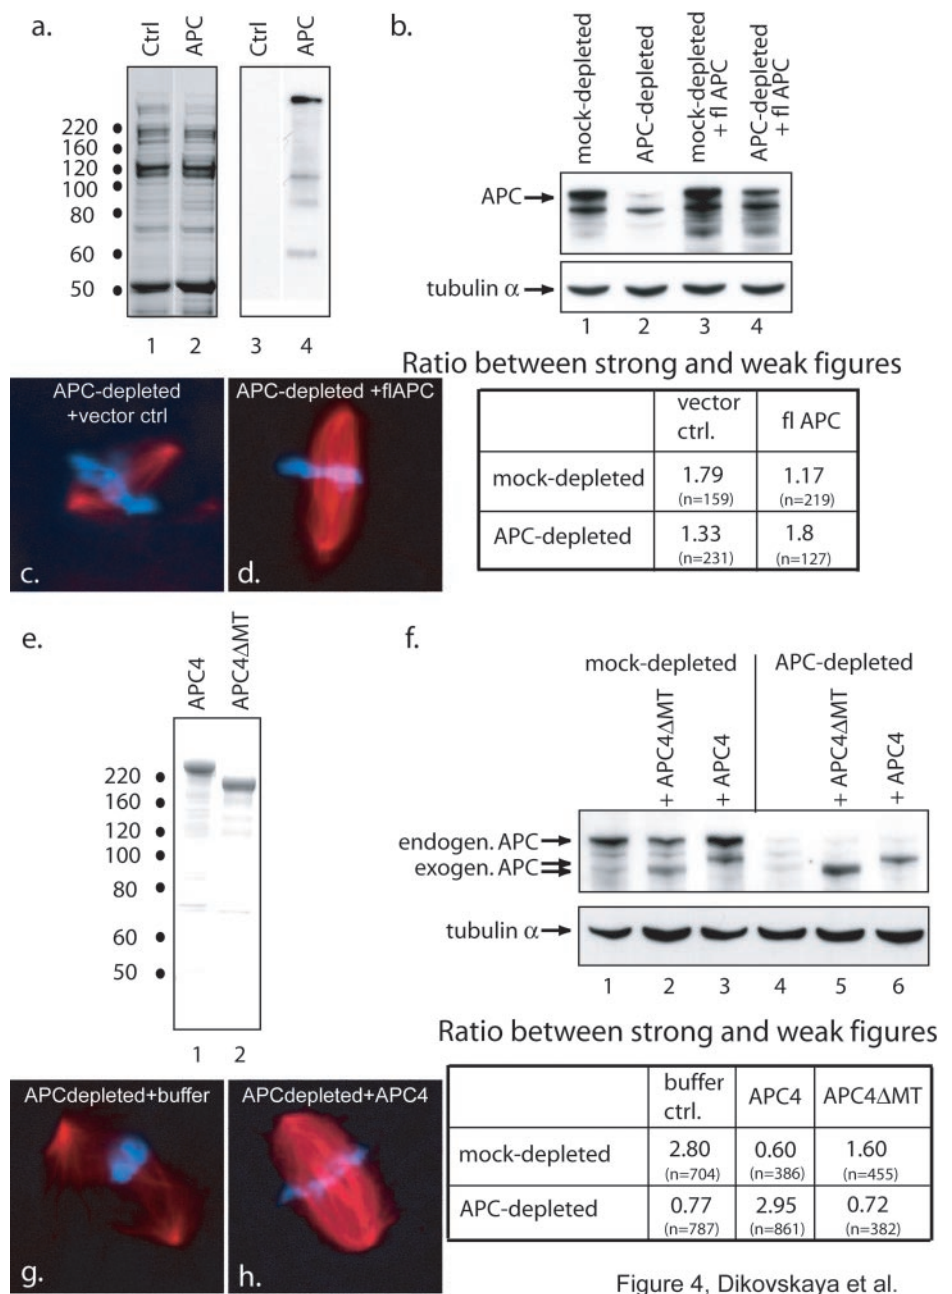 a.
Ctrl
APC
Ctrl
APC
220
160
120
100
80
60
50
1 2 3 4
b.
mock-depleted
APC-depleted
mock-depleted
+ fl APC
APC-depleted
+ fl APC
APC
tubulin α
1 2 3 4
Ratio between strong and weak figures
vector ctrl. fl APC
mock-depleted 1.79 (n=159) 1.17 (n=219)
APC-depleted 1.33 (n=231) 1.8 (n=127)
APC-depleted
+vector ctrl
c.
APC-depleted +flAPC
d.
e.
APC4
APC4ΔMT
220
160
120
100
80
60
50
1 2
f.
mock-depleted APC-depleted
+ APC4ΔMT
+ APC4
+ APC4ΔMT
+ APC4
endogen. APC
exogen. APC
tubulin α
1 2 3 4 5 6
Ratio between strong and weak figures
buffer ctrl. APC4 APC4ΔMT
mock-depleted 2.80 (n=704) 0.60 (n=386) 1.60 (n=455)
APC-depleted 0.77 (n=787) 2.95 (n=861) 0.72 (n=382)
APCdepleted+buffer
g.
APCdepleted+APC4
h.
Figure 4, Dikovskaya et al.